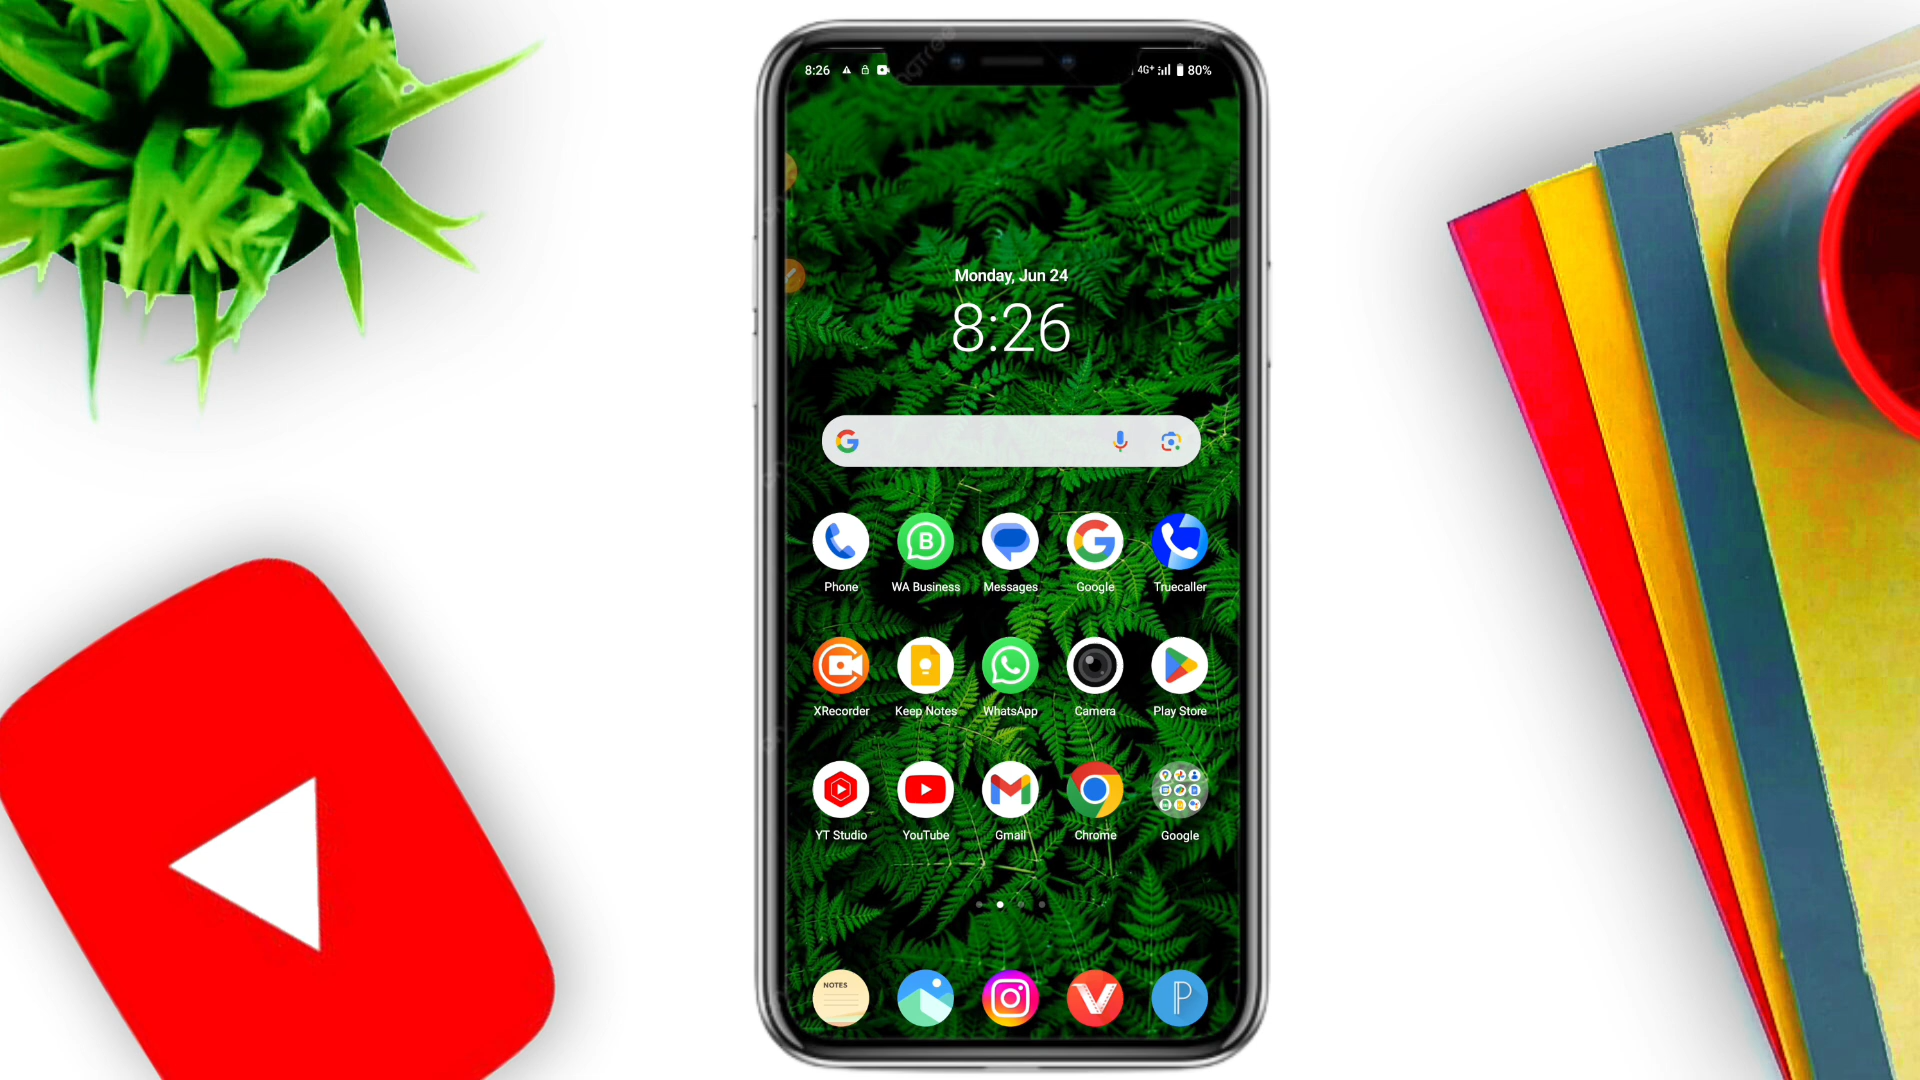 8:26 4G+ 80%
Monday, Jun 24
8:26
Phone WA Business Messages Google Truecaller
XRecorder Keep Notes WhatsApp Camera Play Store
YT Studio YouTube Gmail Chrome Google
NOTES